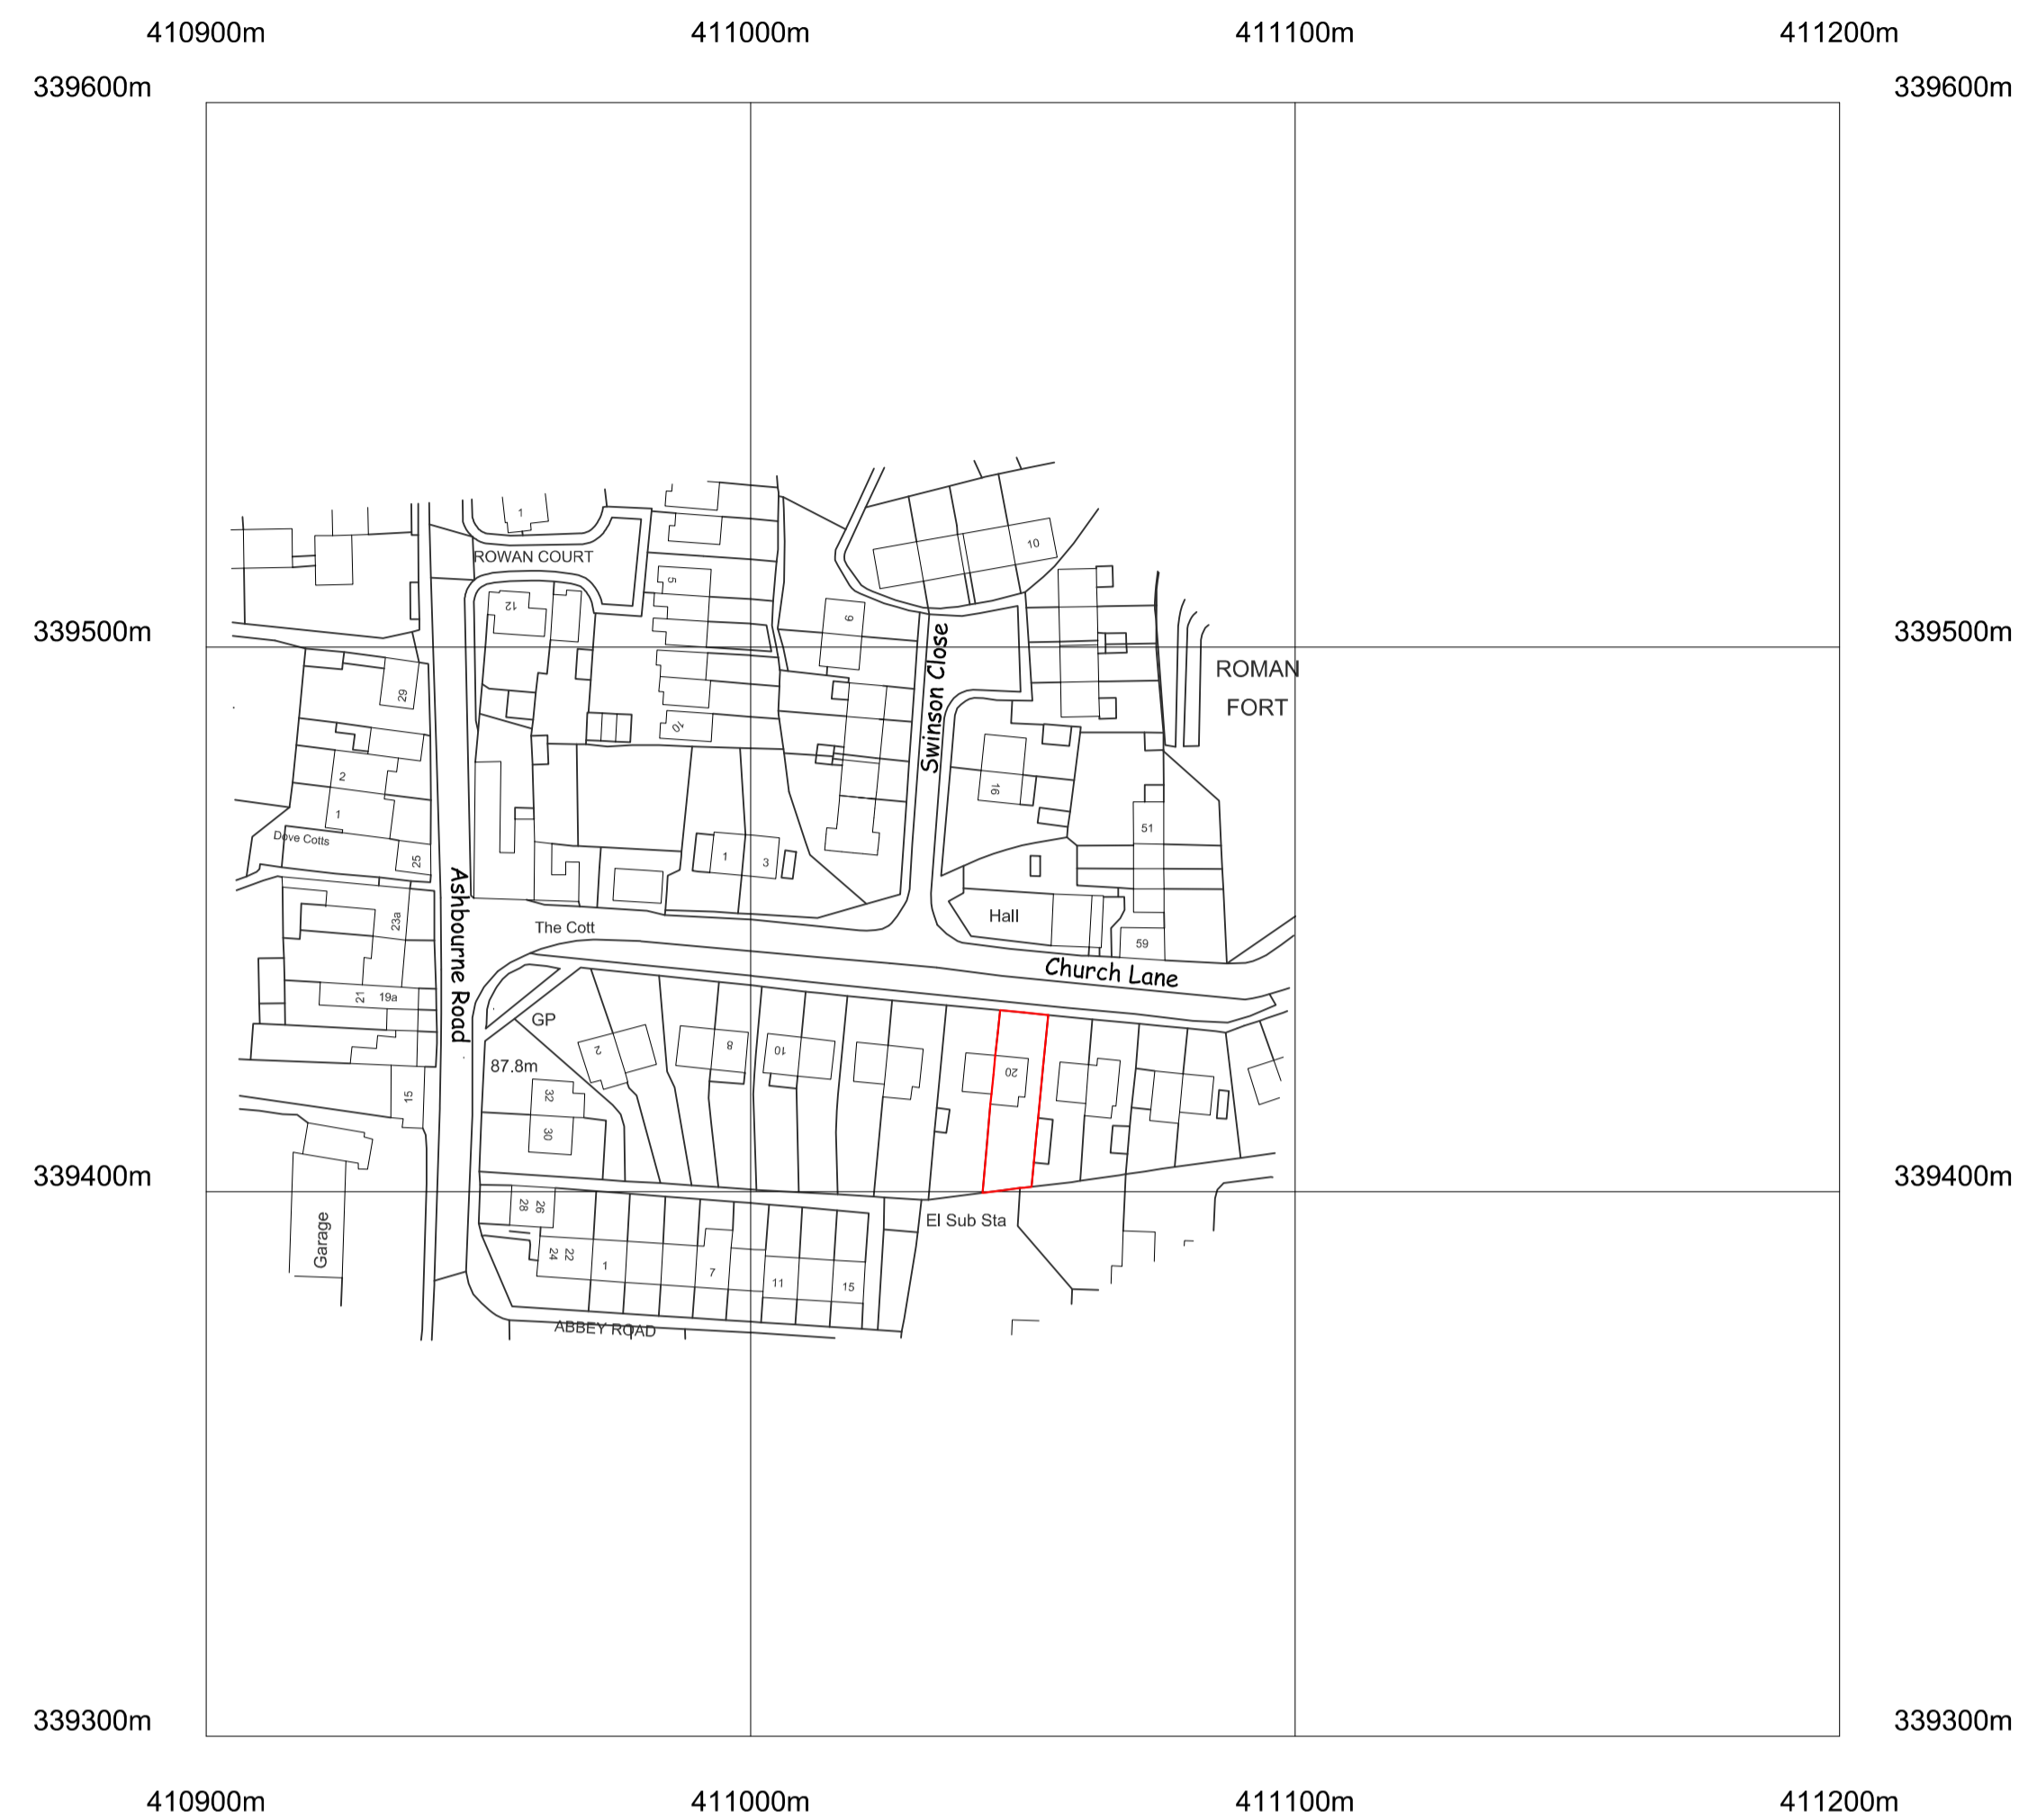 410900m
411000m
411100m
411200m
339600m
339600m
1
10
ROWAN COURT
5
12
9
339500m
339500m
Swinson Close
ROMAN
FORT
29
10
2
16
1
51
Dove Cotts
25
1
3
23a
Hall
The Cott
59
Ashbourne Road
Church Lane
21
19a
GP
2
8
10
87.8m
20
32
15
30
339400m
339400m
28
26
El Sub Sta
Garage
24
22
1
7
11
15
ABBEY ROAD
339300m
339300m
410900m
411000m
411100m
411200m